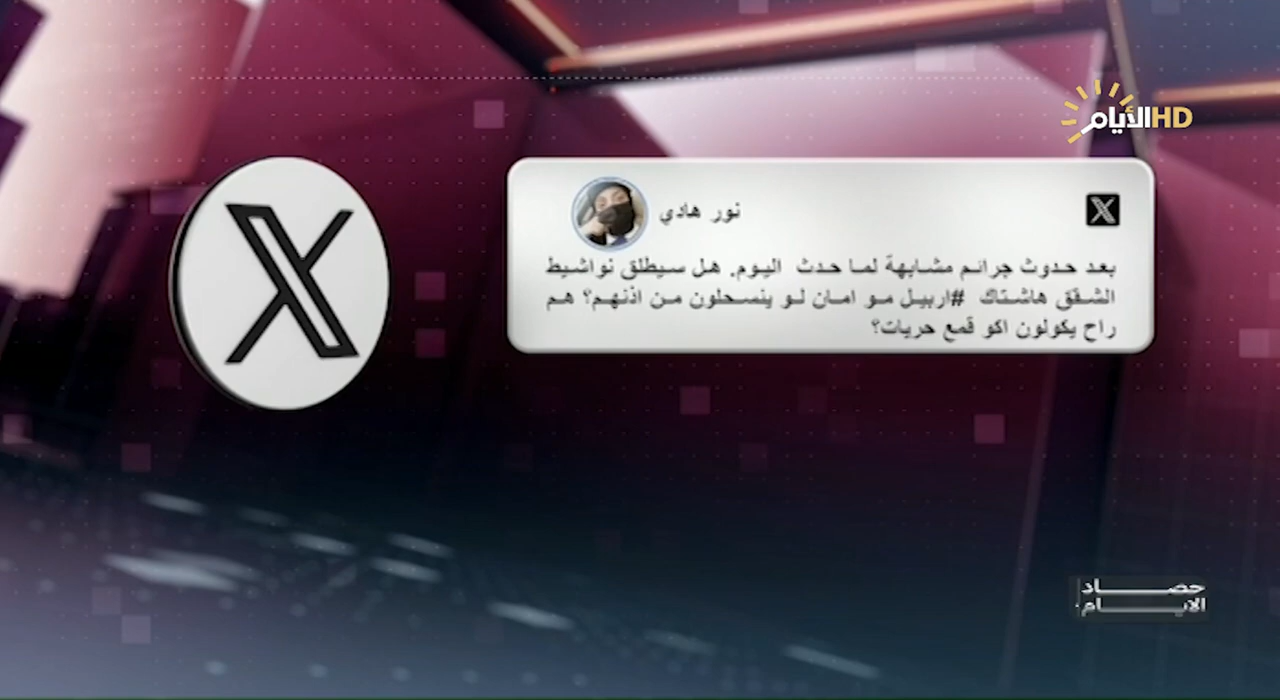 الأيام HD
نور هادي
بعد حدوث جرائم مشابهة لما حدث اليوم. هل سيطلق نواشيط
الشقق هاشتاك #اربيل مو امان لو ينسحلون من اذنهم؟ هم
راح يكولون اكو قمع حريات؟
حصاد
الايام